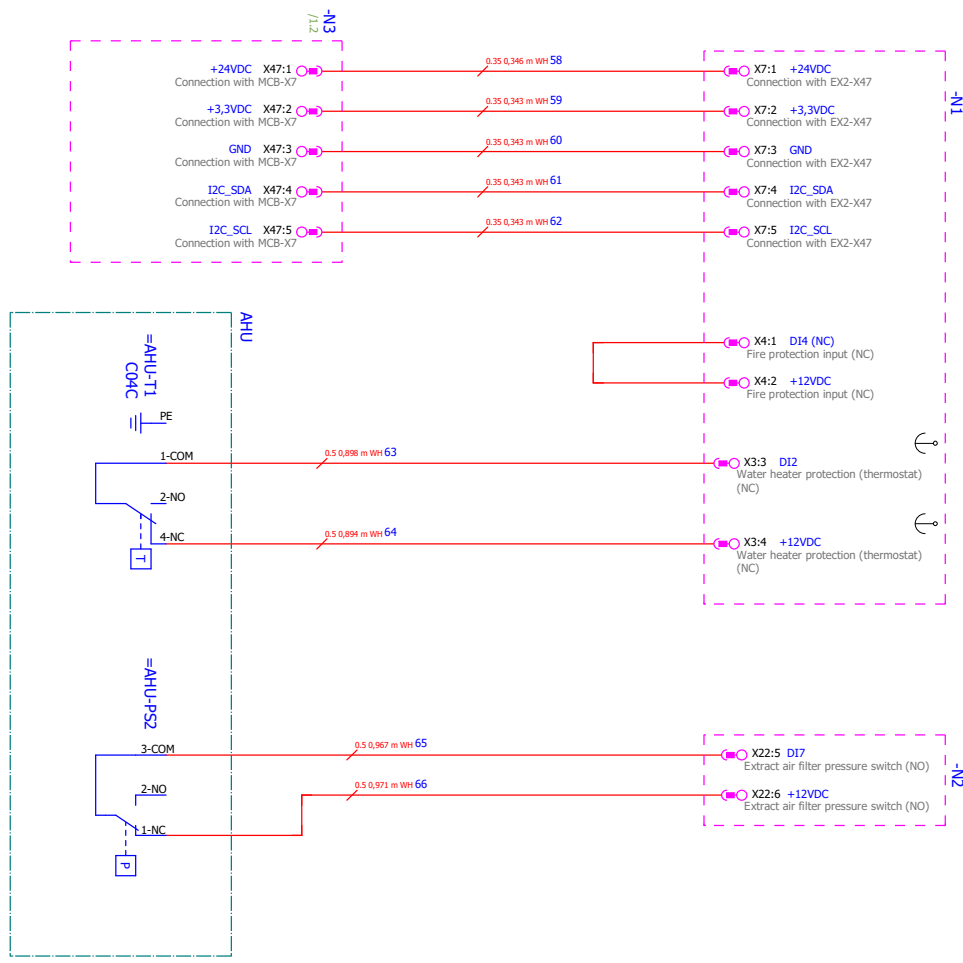 -N3
/1.2
+24VDC X47:1
Connection with MCB-X7
0.35 0,346 m WH 58
X7:1 +24VDC
Connection with EX2-X47
-N1
+3,3VDC X47:2
Connection with MCB-X7
0.35 0,343 m WH 59
X7:2 +3,3VDC
Connection with EX2-X47
GND X47:3
Connection with MCB-X7
0.35 0,343 m WH 60
X7:3 GND
Connection with EX2-X47
I2C_SDA X47:4
Connection with MCB-X7
0.35 0,343 m WH 61
X7:4 I2C_SDA
Connection with EX2-X47
I2C_SCL X47:5
Connection with MCB-X7
0.35 0,343 m WH 62
X7:5 I2C_SCL
Connection with EX2-X47
AHU
X4:1 DI4 (NC)
Fire protection input (NC)
X4:2 +12VDC
Fire protection input (NC)
=AHU-T1
C04C
PE
1-COM
0.5 0,898 m WH 63
X3:3 DI2
Water heater protection (thermostat)
(NC)
2-NO
4-NC
0.5 0,894 m WH 64
X3:4 +12VDC
Water heater protection (thermostat)
(NC)
T
=AHU-PS2
3-COM
0.5 0,967 m WH 65
X22:5 DI7
Extract air filter pressure switch (NO)
-N2
2-NO
0.5 0,971 m WH 66
X22:6 +12VDC
Extract air filter pressure switch (NO)
1-NC
P